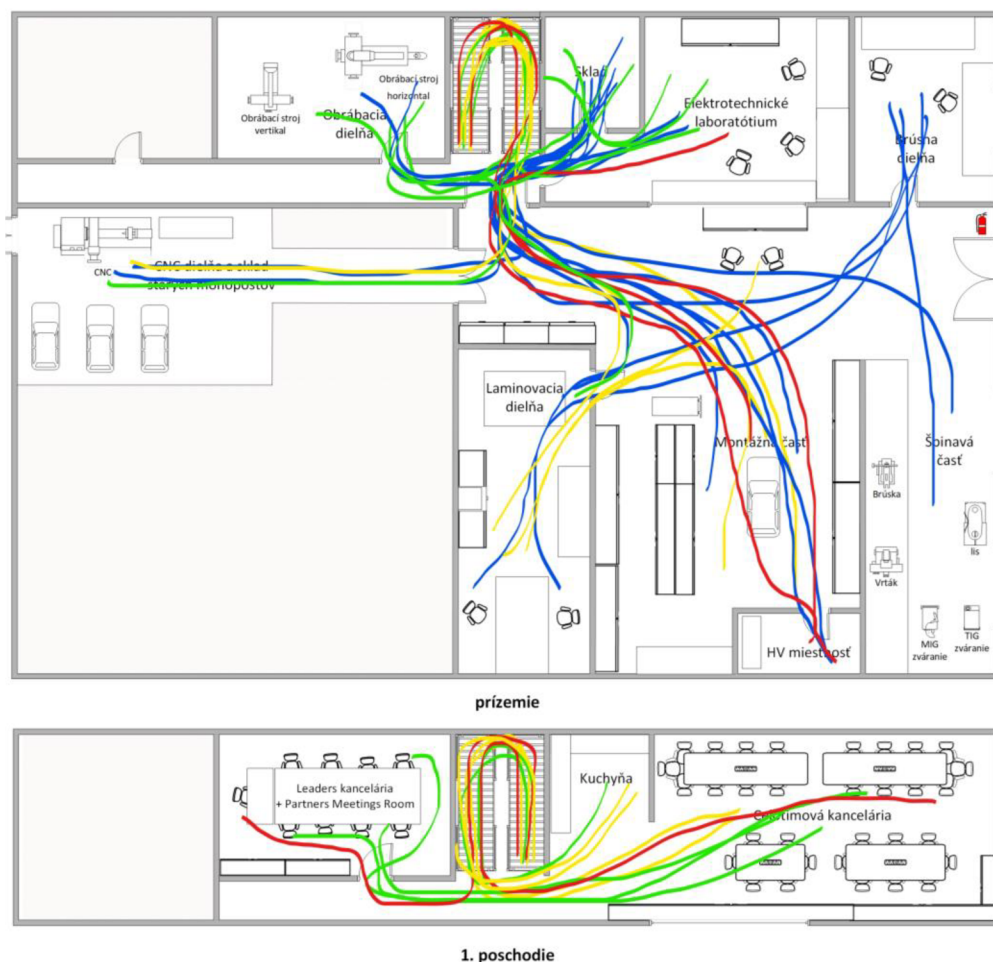 Obrábací stroj
vertikal
Obrábací stroj
horizontal
Obrábacia
dielňa
Sklad
Elektrotechnické
laboratótium
Brúsna
dielňa
CNC
CNC dielňa a sklad
starých monopostov
Laminovacia
dielňa
Montážna časť
Špinavá
časť
Brúska
lis
Vrták
MIG
zváranie
TIG
zváranie
HV miestnosť
prízemie
Leaders kancelária
+ Partners Meetings Room
Kuchyňa
Celotímová kancelária
1. poschodie